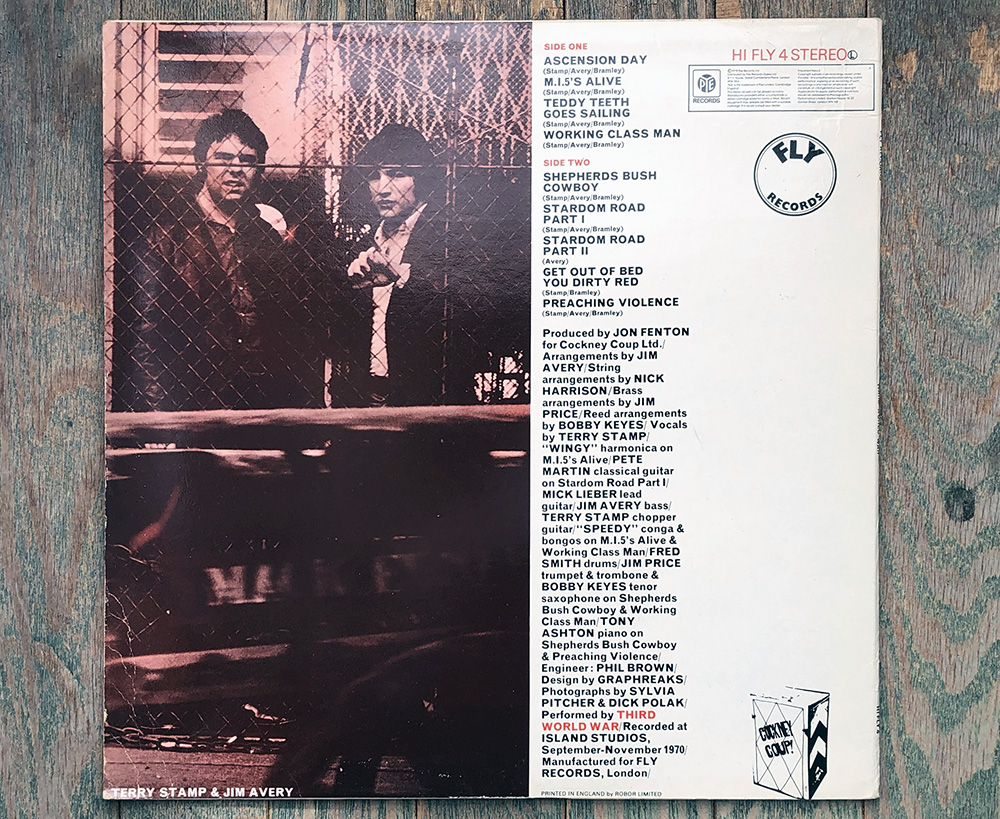 SIDE ONE
ASCENSION DAY
(Stamp/Avery/Bramley)
M.I.5'S ALIVE
(Stamp/Avery/Bramley)
TEDDY TEETH
GOES SAILING
(Stamp/Avery/Bramley)
WORKING CLASS MAN
(Stamp/Avery/Bramley)
SIDE TWO
SHEPHERDS BUSH
COWBOY
(Stamp/Avery/Bramley)
STARDOM ROAD
PART I
(Stamp/Avery/Bramley)
STARDOM ROAD
PART II
(Avery)
GET OUT OF BED
YOU DIRTY RED
(Stamp/Bramley)
PREACHING VIOLENCE
(Stamp/Avery/Bramley)
Produced by JON FENTON
for Cockney Coup Ltd./
Arrangements by JIM
AVERY/String
arrangements by NICK
HARRISON/Brass
arrangements by JIM
PRICE/Reed arrangements
by BOBBY KEYES/ Vocals
by TERRY STAMP/
"WINGY" harmonica on
M.I.5's Alive/PETE
MARTIN classical guitar
on Stardom Road Part I/
MICK LIEBER lead
guitar/JIM AVERY bass/
TERRY STAMP chopper
guitar/"SPEEDY" conga &
bongos on M.I.5's Alive &
Working Class Man/FRED
SMITH drums/JIM PRICE
trumpet & trombone &
BOBBY KEYES tenor
saxophone on Shepherds
Bush Cowboy & Working
Class Man/TONY
ASHTON piano on
Shepherds Bush Cowboy
& Preaching Violence/
Engineer: PHIL BROWN/
Design by GRAPHREAKS/
Photographs by SYLVIA
PITCHER & DICK POLAK/
Performed by THIRD
WORLD WAR/Recorded at
ISLAND STUDIOS,
September-November 1970/
Manufactured for FLY
RECORDS, London/
PRINTED IN ENGLAND by ROBOR LIMITED
HI FLY 4 STEREO L
PYE
RECORDS
FLY
RECORDS
COCKNEY
COUP!
TERRY STAMP & JIM AVERY